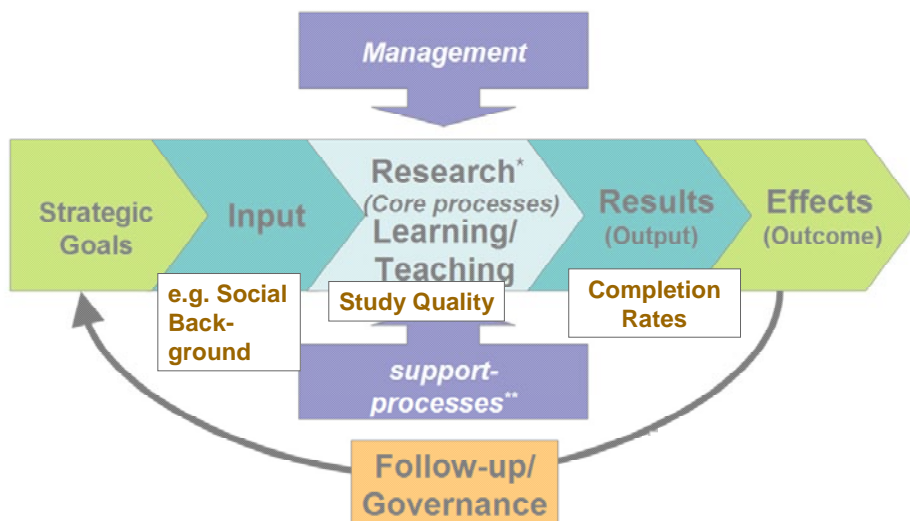 Management
Strategic
Goals
Input
Research*
(Core processes)
Learning/
Teaching
Results
(Output)
Effects
(Outcome)
e.g. Social
Back-
ground
Study Quality
Completion
Rates
support-
processes**
Follow-up/
Governance